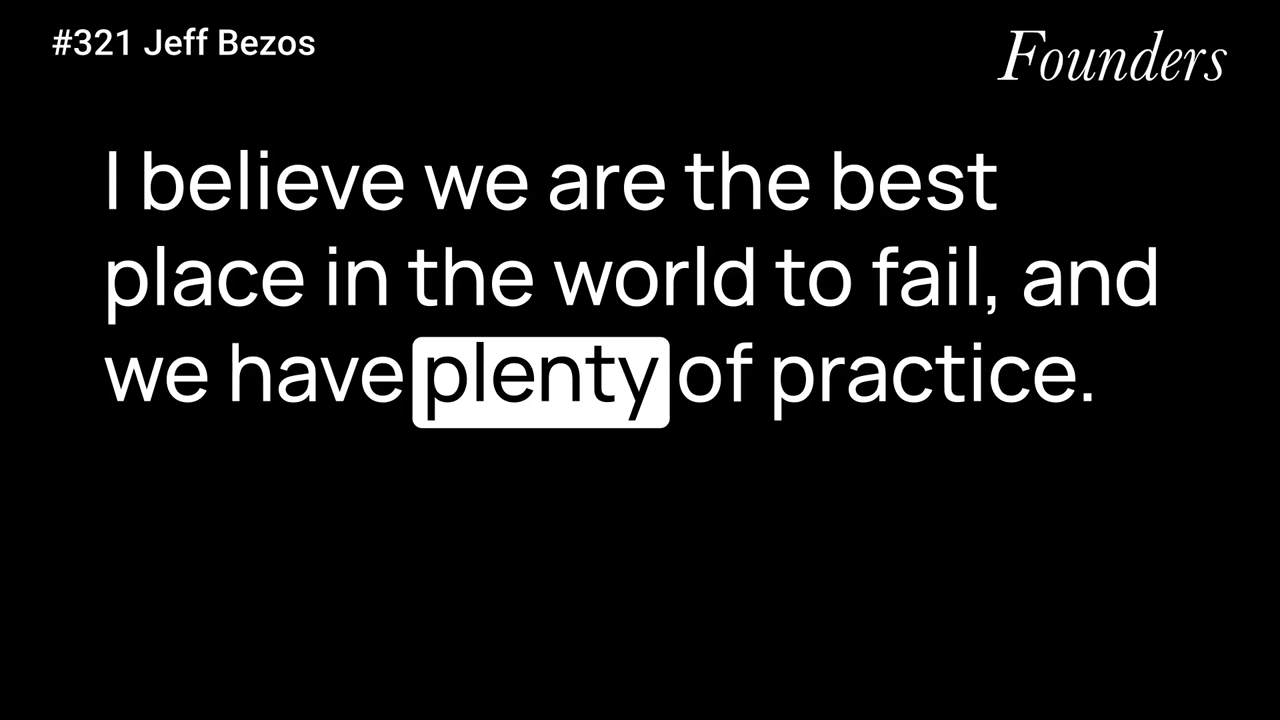 #321 Jeff Bezos
Founders
I believe we are the best
place in the world to fail, and
we have plenty of practice.